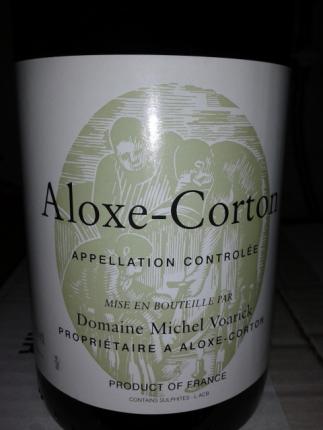 Aloxe-Corton
APPELLATION CONTROLÉE
MISE EN BOUTEILLE PAR
Domaine Michel Voarick
PROPRIÉTAIRE A ALOXE-CORTON
PRODUCT OF FRANCE
CONTAINS SULPHITES - L ACB